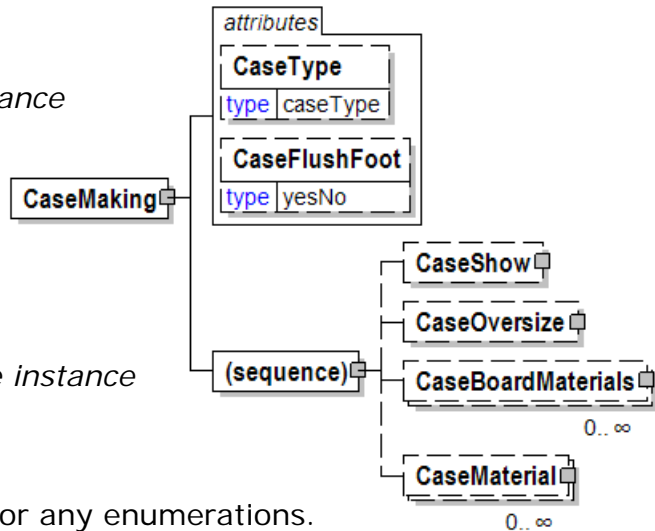 attributes
CaseType
type caseType
ance
CaseFlushFoot
type yesNo
CaseMaking
CaseShow
CaseOversize
(sequence)
e instance
CaseBoardMaterials
0.. ∞
CaseMaterial
0.. ∞
or any enumerations.